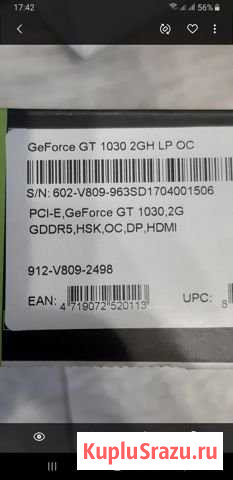 17:42
56%
GeForce GT 1030 2GH LP OC
S/N: 602-V809-963SD1704001506
PCI-E,GeForce GT 1030,2G
GDDR5,HSK,OC,DP,HDMI
912-V809-2498
EAN:
UPC:
4 719072 520113
8
KupluSrazu.ru